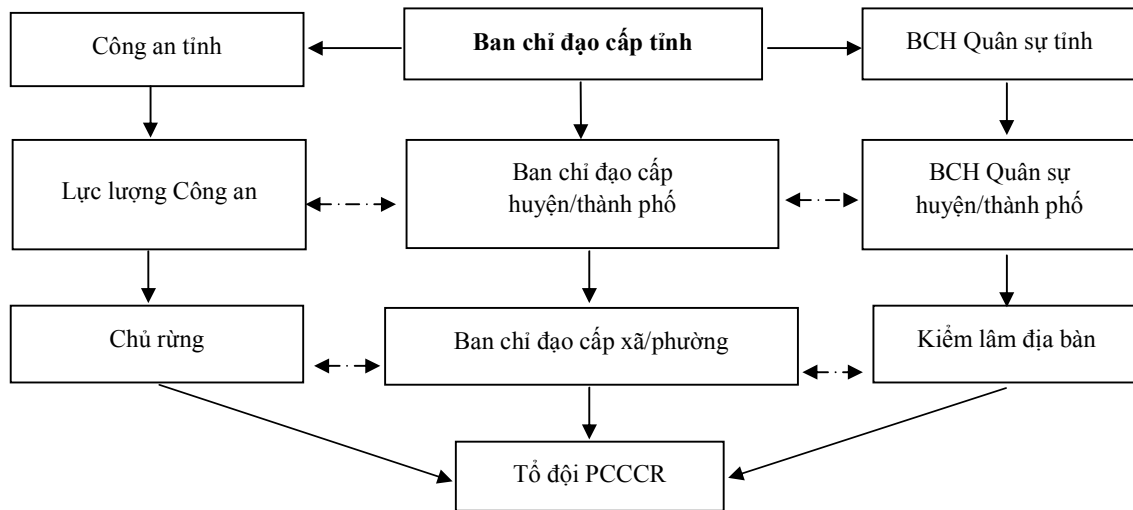 Công an tỉnh
Ban chỉ đạo cấp tỉnh
BCH Quân sự tỉnh
Lực lượng Công an
Ban chỉ đạo cấp
huyện/thành phố
BCH Quân sự
huyện/thành phố
Chủ rừng
Ban chỉ đạo cấp xã/phường
Kiểm lâm địa bàn
Tổ đội PCCCR